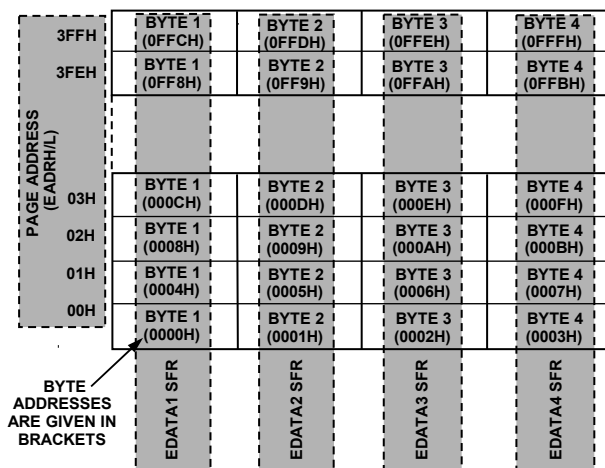 3FFH
BYTE 1 BYTE 2 BYTE 3 BYTE 4
(0FFCH) (0FFDH) (0FFEH) (0FFFH)
3FEH
BYTE 1 BYTE 2 BYTE 3 BYTE 4
(0FF8H) (0FF9H) (0FFAH) (0FFBH)
PAGE ADDRESS
(EADRH/L)
03H
BYTE 1 BYTE 2 BYTE 3 BYTE 4
(000CH) (000DH) (000EH) (000FH)
02H
BYTE 1 BYTE 2 BYTE 3 BYTE 4
(0008H) (0009H) (000AH) (000BH)
01H
BYTE 1 BYTE 2 BYTE 3 BYTE 4
(0004H) (0005H) (0006H) (0007H)
00H
BYTE 1 BYTE 2 BYTE 3 BYTE 4
(0000H) (0001H) (0002H) (0003H)
BYTE
ADDRESSES
ARE GIVEN IN
BRACKETS
EDATA1 SFR
EDATA2 SFR
EDATA3 SFR
EDATA4 SFR